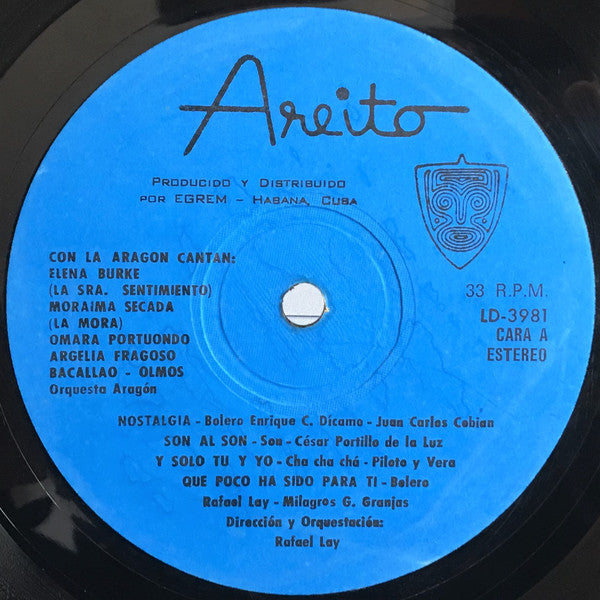 Areito
PRODUCIDO Y DISTRIBUIDO
POR EGREM - HABANA, CUBA
CON LA ARAGON CANTAN:
ELENA BURKE
(LA SRA. SENTIMIENTO)
MORAIMA SECADA
(LA MORA)
OMARA PORTUONDO
ARGELIA FRAGOSO
BACALLAO - OLMOS
Orquesta Aragón
33 R.P.M.
LD-3981
CARA A
ESTEREO
NOSTALGIA - Bolero Enrique C. Dicamo - Juan Carlos Cobian
SON AL SON - Son - César Portillo de la Luz
Y SOLO TU Y YO - Cha cha chá - Piloto y Vera
QUE POCO HA SIDO PARA TI - Bolero
Rafael Lay - Milagros G. Granjas
Dirección y Orquestación:
Rafael Lay